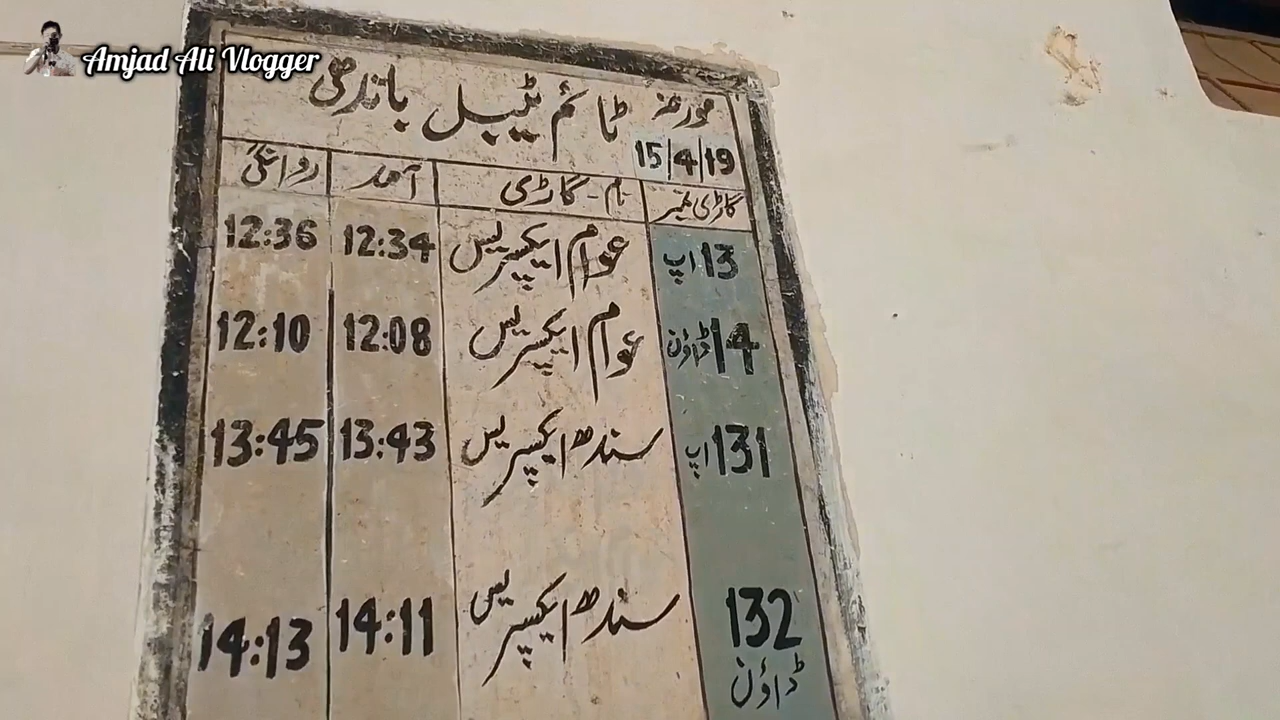 Amjad Ali Vlogger
مورخہ ٹائم ٹیبل باندھی
15/4/19
گاڑی نمبر نام-گاڑی آمد روانگی
13 اپ عوام ایکسپریس 12:34 12:36
14 ڈاؤن عوام ایکسپریس 12:08 12:10
131 اپ سندھ ایکسپریس 13:43 13:45
132 ڈاؤن سندھ ایکسپریس 14:11 14:13